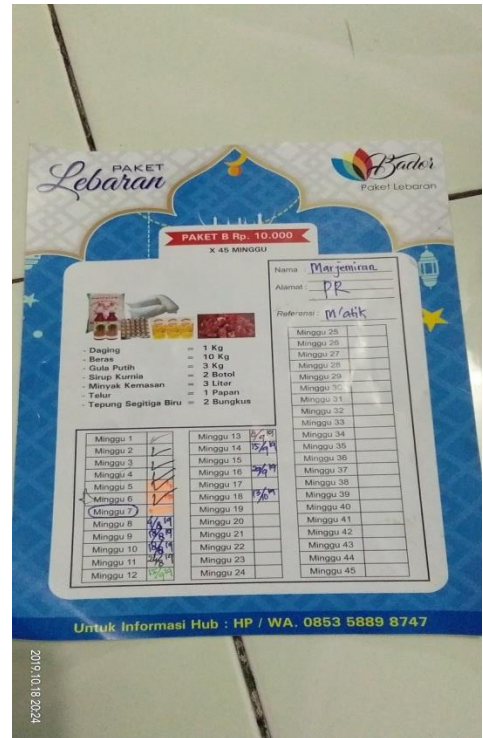 PAKET
Lebaran
Bador
Paket Lebaran
PAKET B Rp. 10.000
X 45 MINGGU
Nama : Marjemiran
Alamat : PR
Referensi : M'atik
- Daging = 1 Kg
- Beras = 10 Kg
- Gula Putih = 3 Kg
- Sirup Kurnia = 2 Botol
- Minyak Kemasan = 3 Liter
- Telur = 1 Papan
- Tepung Segitiga Biru = 2 Bungkus
Minggu 1
Minggu 2
Minggu 3
Minggu 4
Minggu 5
Minggu 6
Minggu 7
Minggu 8
Minggu 9
Minggu 10
Minggu 11
Minggu 12
Minggu 13
Minggu 14
Minggu 15
Minggu 16
Minggu 17
Minggu 18
Minggu 19
Minggu 20
Minggu 21
Minggu 22
Minggu 23
Minggu 24
Minggu 25
Minggu 26
Minggu 27
Minggu 28
Minggu 29
Minggu 30
Minggu 31
Minggu 32
Minggu 33
Minggu 34
Minggu 35
Minggu 36
Minggu 37
Minggu 38
Minggu 39
Minggu 40
Minggu 41
Minggu 42
Minggu 43
Minggu 44
Minggu 45
Untuk Informasi Hub : HP / WA. 0853 5889 8747
2019.10.18 20:24